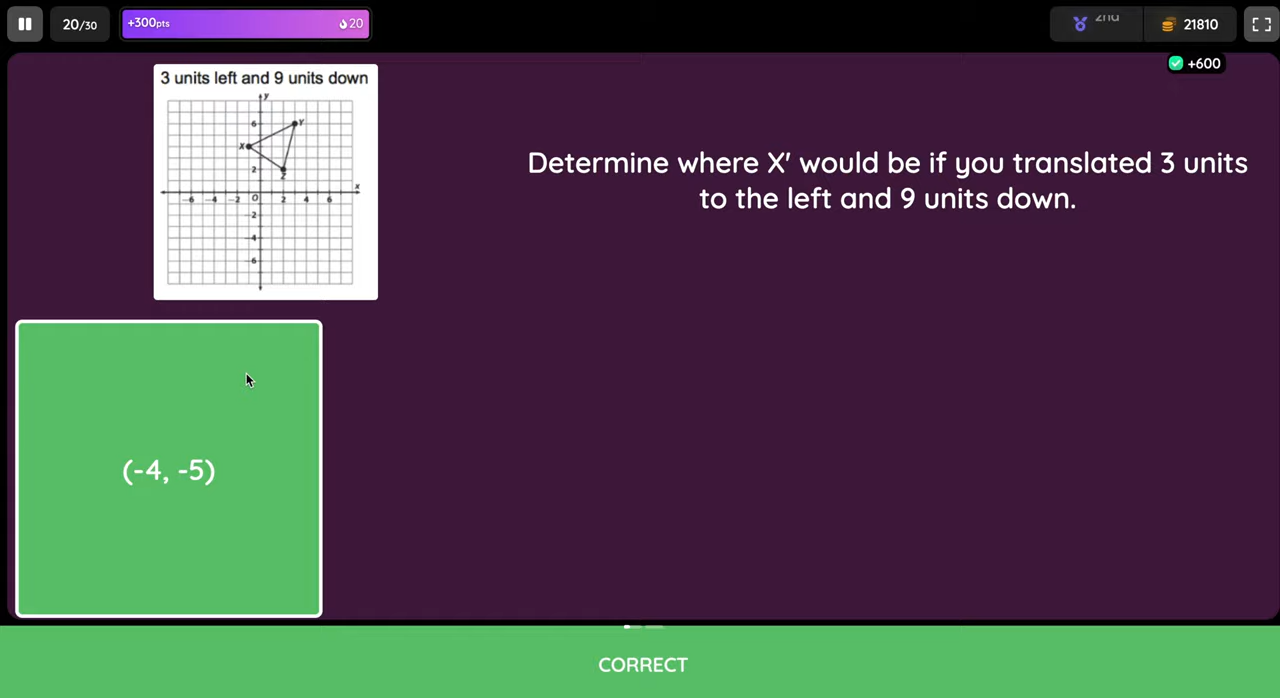 20/30
+300pts
20
2nd
21810
+600
3 units left and 9 units down
y
6
Y
X
2
Z
x
-6 -4 -2 O 2 4 6
-2
-4
-6
Determine where X' would be if you translated 3 units
to the left and 9 units down.
(-4, -5)
CORRECT